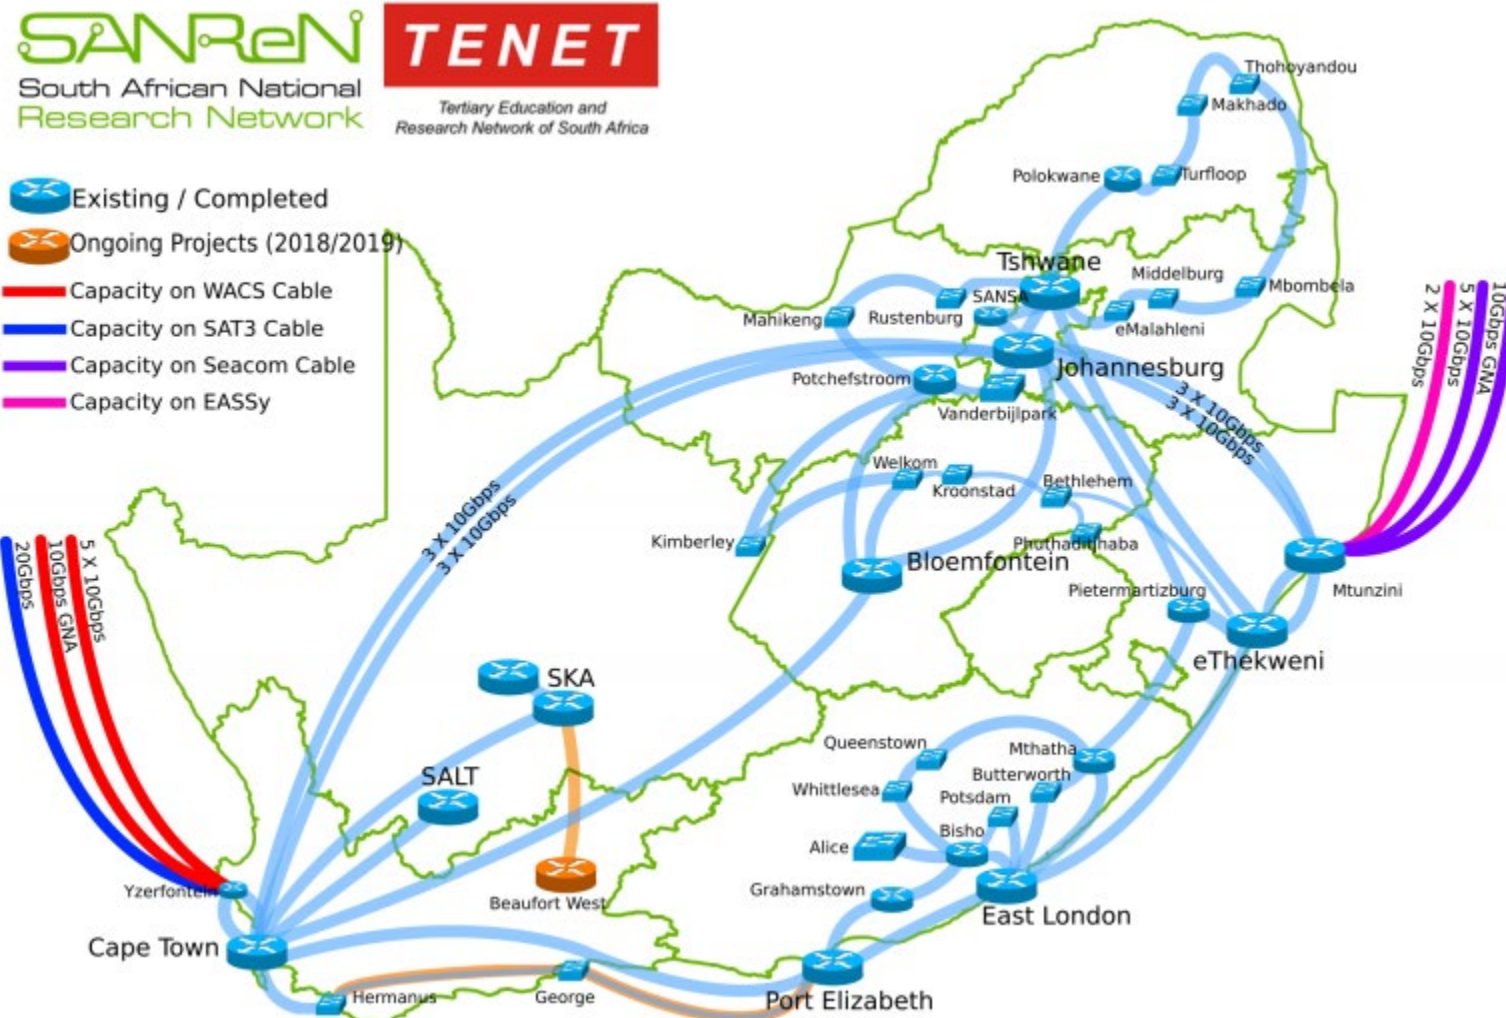 SANReN
South African National
Research Network
TENET
Tertiary Education and
Research Network of South Africa
Existing / Completed
Ongoing Projects (2018/2019)
Capacity on WACS Cable
Capacity on SAT3 Cable
Capacity on Seacom Cable
Capacity on EASSy
Thohoyandou
Makhado
Polokwane
Turfloop
Tshwane
Middelburg
Mbombela
SANSA
Mahikeng
Rustenburg
eMalahleni
Johannesburg
Potchefstroom
Vanderbijlpark
3 X 10Gbps
3 X 10Gbps
2 X 10Gbps
5 X 10Gbps
10Gbps GNA
Welkom
Kroonstad
Bethlehem
3 X 10Gbps
3 X 10Gbps
Kimberley
Phuthaditjhaba
Bloemfontein
20Gbps
10Gbps GNA
5 X 10Gbps
Pietermartizburg
Mtunzini
eThekweni
SKA
Queenstown
Mthatha
SALT
Butterworth
Whittlesea
Potsdam
Bisho
Alice
Yzerfontein
Beaufort West
Grahamstown
East London
Cape Town
Hermanus
George
Port Elizabeth